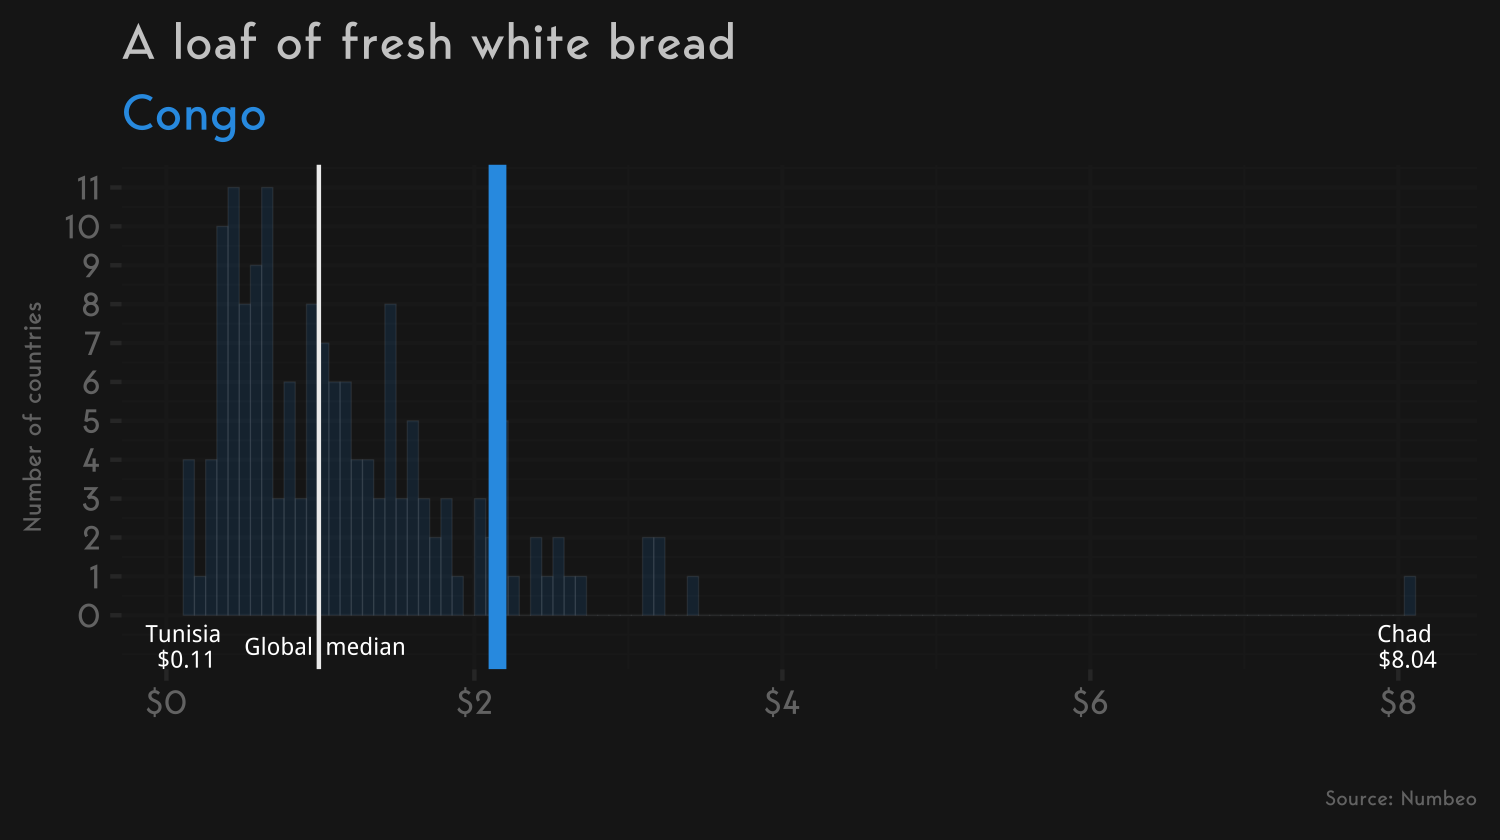 A loaf of fresh white bread
Congo
Number of countries
11
10
9
8
7
6
5
4
3
2
1
0
Tunisia
$0.11
Global median
Chad
$8.04
$0 $2 $4 $6 $8
Source: Numbeo